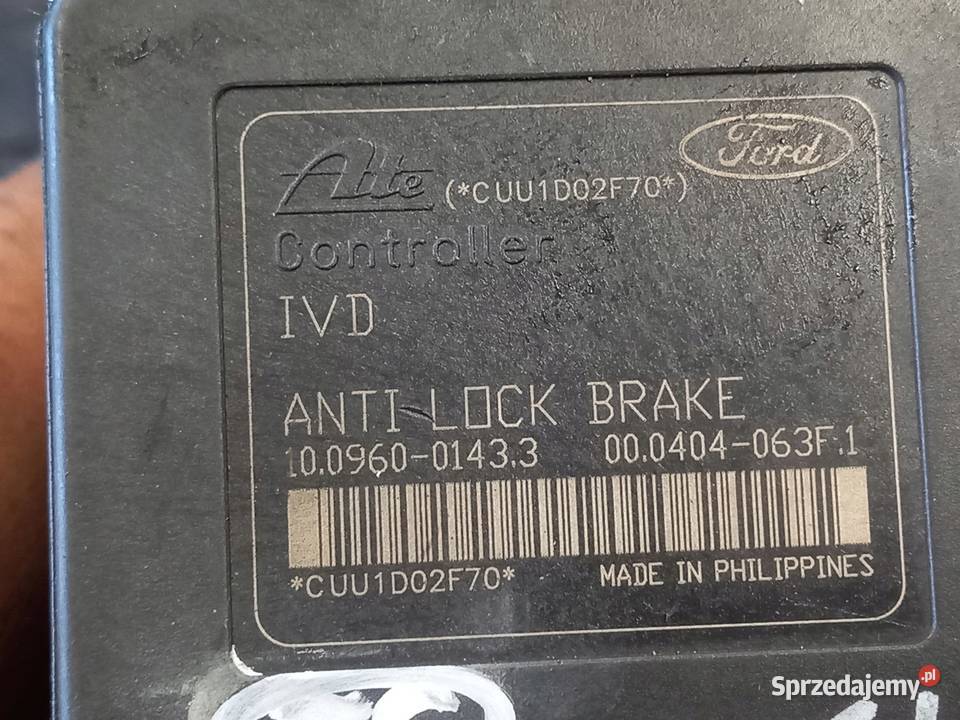 Ford
Ate (*CUU1D02F70*)
Controller
IVD
ANTI LOCK BRAKE
10.0960-0143.3 00.0404-063F.1
*CUU1D02F70* MADE IN PHILIPPINES
Sprzedajemy.pl